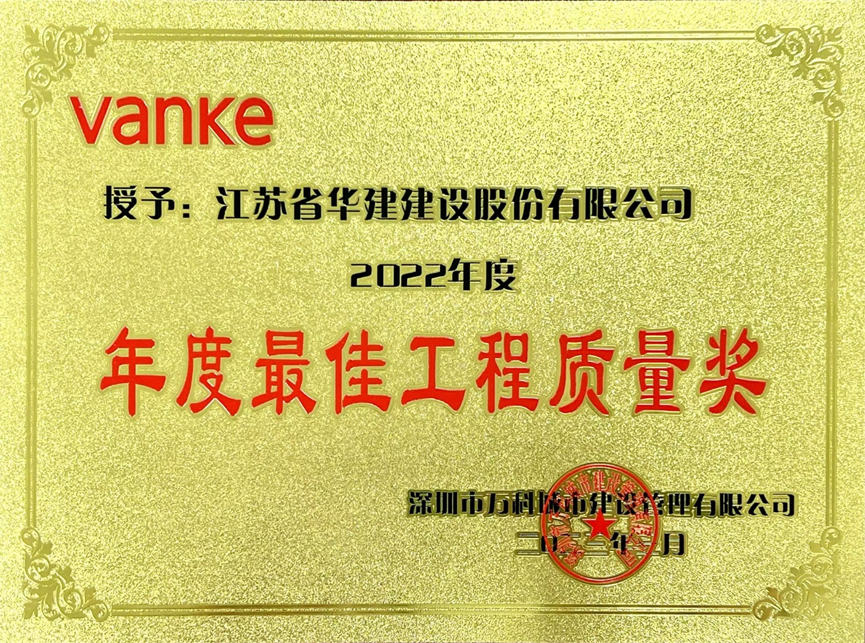 vanke
授予：江苏省华建建设股份有限公司
2022年度
年度最佳工程质量奖
深圳市万科城市建设管理有限公司
二〇二三年 月